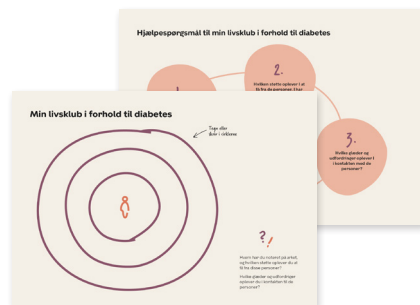 Hjælpespørgsmål til min livsklub i forhold til diabetes
2.
Hvilken støtte oplever I at
få fra de personer, I har
3.
Hvilke glæder og
udfordringer oplever I
i kontakten med de
personer?
Min livsklub i forhold til diabetes
Tegn eller
skriv i cirklerne
?!
Hvem har du noteret på arket,
og hvilken støtte oplever du at
få fra disse personer?
Hvilke glæder og udfordringer
oplever du i kontakten til de
personer?